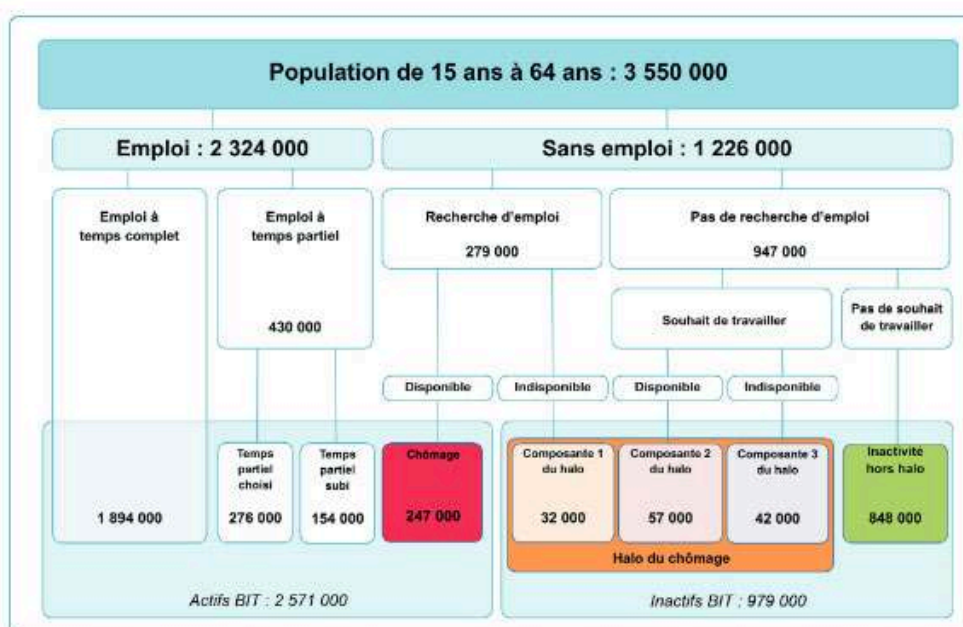 Population de 15 ans à 64 ans : 3 550 000
Emploi : 2 324 000
Sans emploi : 1 226 000
Emploi à
temps complet
Emploi à
temps partiel
430 000
Recherche d'emploi
279 000
Pas de recherche d'emploi
947 000
Souhait de travailler
Pas de souhait
de travailler
Disponible
Indisponible
Disponible
Indisponible
1 894 000
Temps
partiel
choisi
276 000
Temps
partiel
subi
154 000
Chômage
247 000
Composante 1
du halo
32 000
Composante 2
du halo
57 000
Composante 3
du halo
42 000
Inactivité
hors halo
848 000
Halo du chômage
Actifs BIT : 2 571 000
Inactifs BIT : 979 000